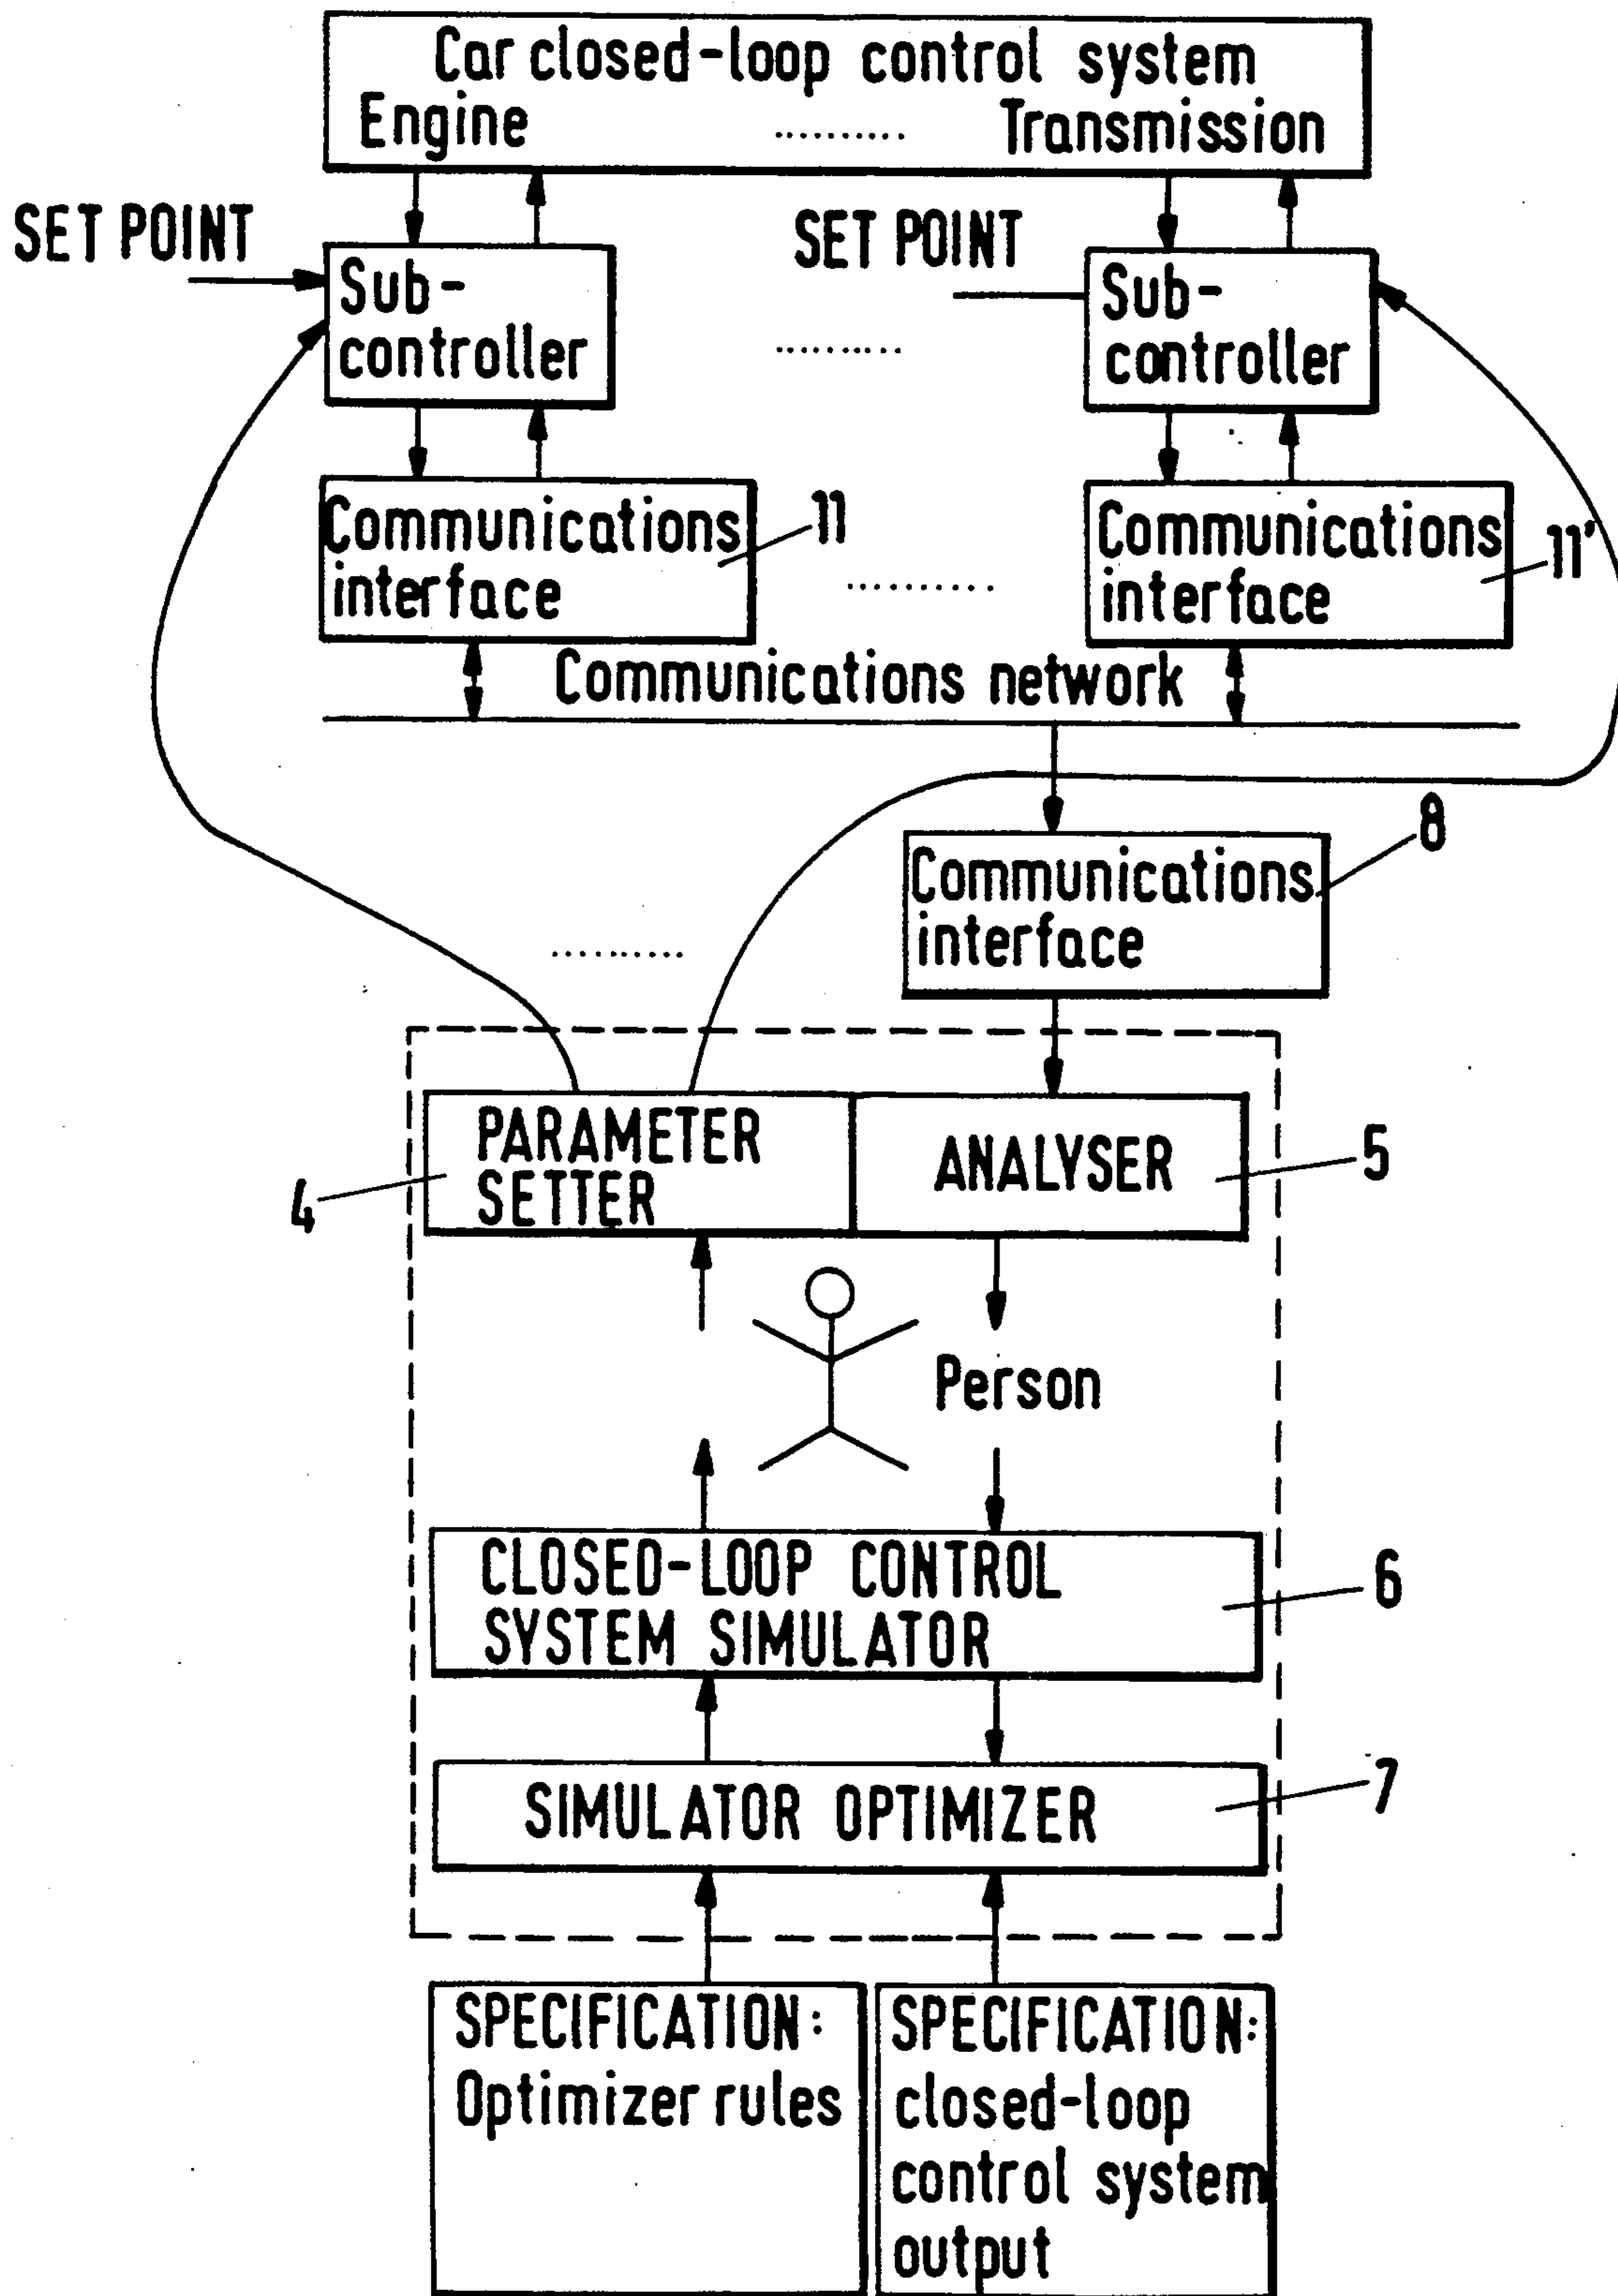 Car closed-loop control system
Engine .......... Transmission
SET POINT
SET POINT
Sub-
controller
..........
Sub-
controller
Communications
interface
11
............
Communications
interface
11'
Communications network
8
Communications
interface
...........
PARAMETER
SETTER
4
ANALYSER
5
Person
CLOSED-LOOP CONTROL
SYSTEM SIMULATOR
6
SIMULATOR OPTIMIZER
7
SPECIFICATION:
Optimizer rules
SPECIFICATION:
closed-loop
control system
output